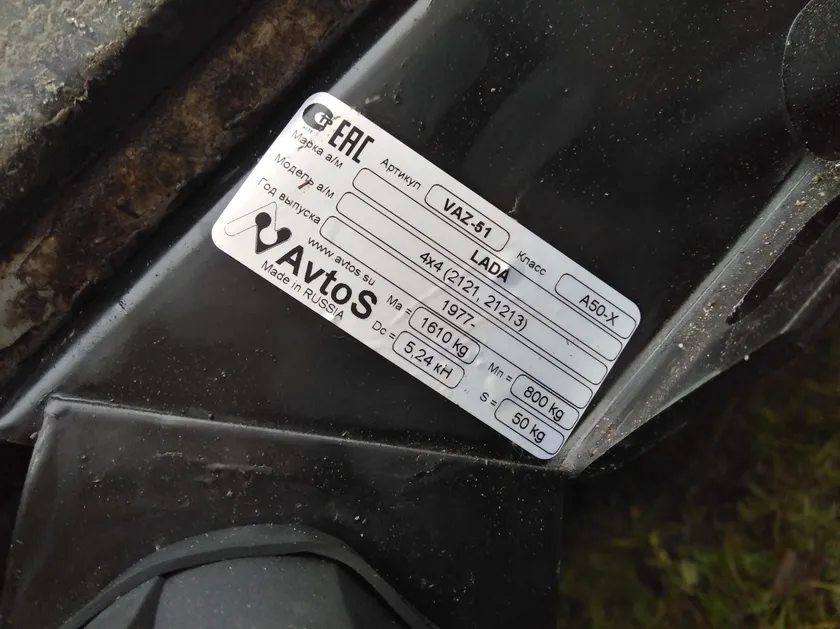 EAC
Артикул VAZ-51 Класс A50-X
Марка а/м LADA
Модель а/м 4x4 (2121, 21213)
Год выпуска 1977-
AvtoS
www.avtos.su
Made in RUSSIA
Ma = 1610 kg Мп = 800 kg
Dc = 5,24 кН S = 50 kg